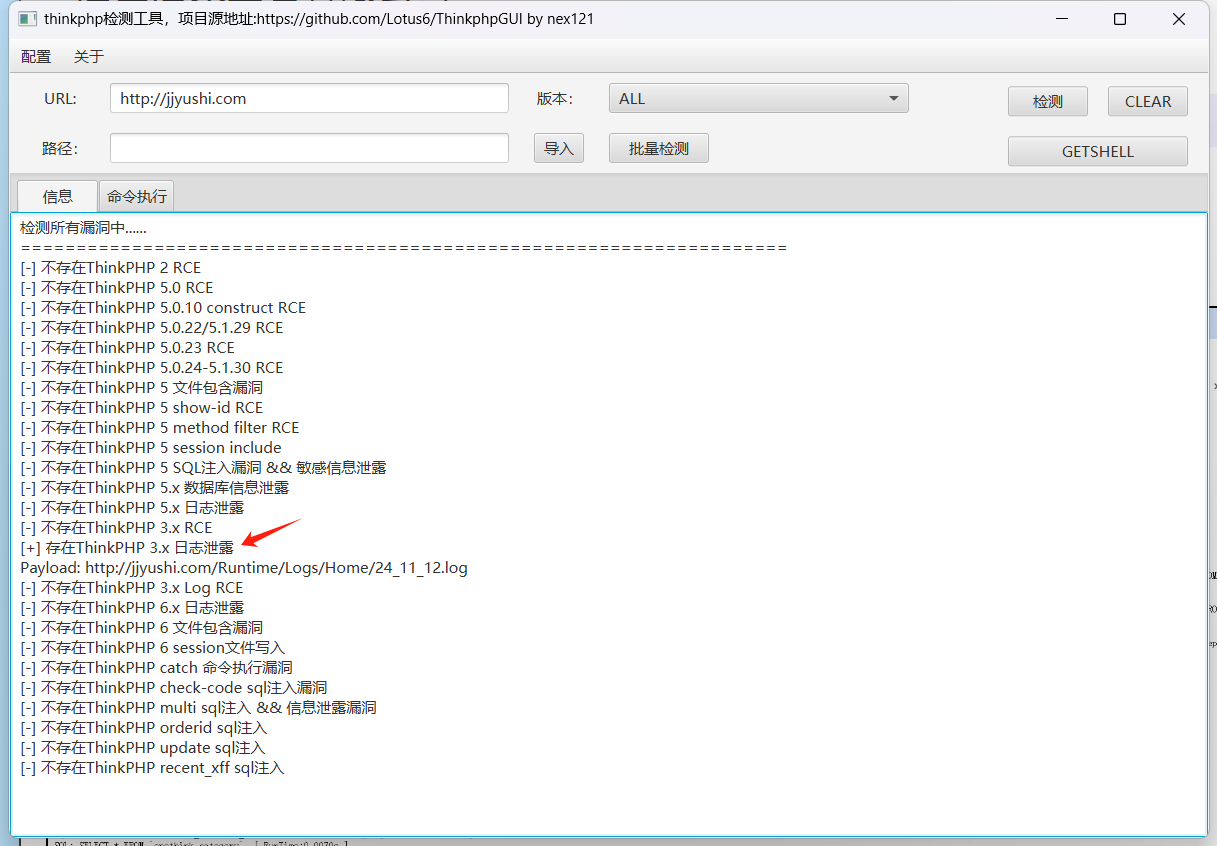 thinkphp检测工具，项目源地址:https://github.com/Lotus6/ThinkphpGUI by nex121
配置 关于
URL: http://jjyushi.com 版本: ALL 检测 CLEAR
路径: 导入 批量检测 GETSHELL
信息 命令执行
检测所有漏洞中......
=====================================================================
[-] 不存在ThinkPHP 2 RCE
[-] 不存在ThinkPHP 5.0 RCE
[-] 不存在ThinkPHP 5.0.10 construct RCE
[-] 不存在ThinkPHP 5.0.22/5.1.29 RCE
[-] 不存在ThinkPHP 5.0.23 RCE
[-] 不存在ThinkPHP 5.0.24-5.1.30 RCE
[-] 不存在ThinkPHP 5 文件包含漏洞
[-] 不存在ThinkPHP 5 show-id RCE
[-] 不存在ThinkPHP 5 method filter RCE
[-] 不存在ThinkPHP 5 session include
[-] 不存在ThinkPHP 5 SQL注入漏洞 && 敏感信息泄露
[-] 不存在ThinkPHP 5.x 数据库信息泄露
[-] 不存在ThinkPHP 5.x 日志泄露
[-] 不存在ThinkPHP 3.x RCE
[+] 存在ThinkPHP 3.x 日志泄露
Payload: http://jjyushi.com/Runtime/Logs/Home/24_11_12.log
[-] 不存在ThinkPHP 3.x Log RCE
[-] 不存在ThinkPHP 6.x 日志泄露
[-] 不存在ThinkPHP 6 文件包含漏洞
[-] 不存在ThinkPHP 6 session文件写入
[-] 不存在ThinkPHP catch 命令执行漏洞
[-] 不存在ThinkPHP check-code sql注入漏洞
[-] 不存在ThinkPHP multi sql注入 && 信息泄露漏洞
[-] 不存在ThinkPHP orderid sql注入
[-] 不存在ThinkPHP update sql注入
[-] 不存在ThinkPHP recent_xff sql注入